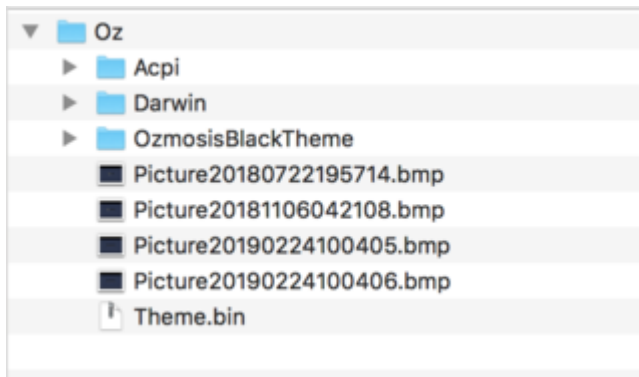 Oz
Acpi
Darwin
OzmosisBlackTheme
Picture20180722195714.bmp
Picture20181106042108.bmp
Picture20190224100405.bmp
Picture20190224100406.bmp
Theme.bin